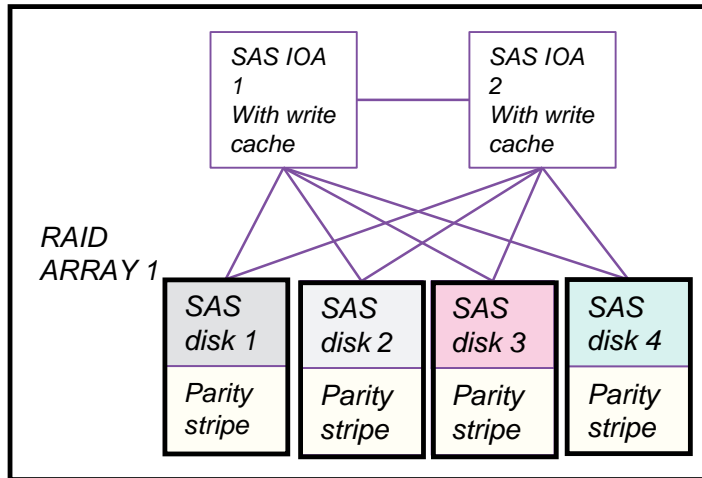 SAS IOA
1
With write
cache
SAS IOA
2
With write
cache
RAID
ARRAY 1
SAS
disk 1
Parity
stripe
SAS
disk 2
Parity
stripe
SAS
disk 3
Parity
stripe
SAS
disk 4
Parity
stripe